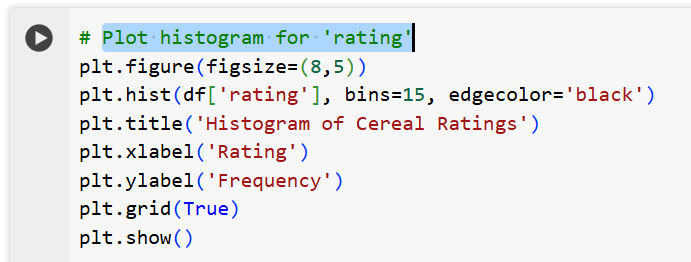 # Plot histogram for 'rating'
plt.figure(figsize=(8,5))
plt.hist(df['rating'], bins=15, edgecolor='black')
plt.title('Histogram of Cereal Ratings')
plt.xlabel('Rating')
plt.ylabel('Frequency')
plt.grid(True)
plt.show()